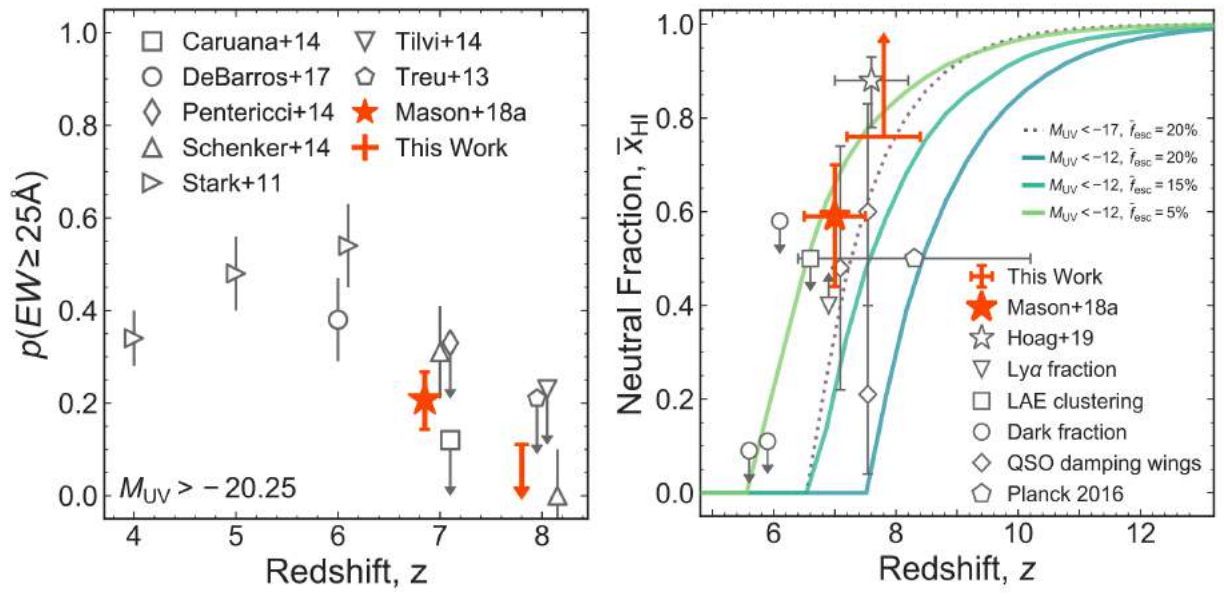 1.0
0.8
0.6
0.4
0.2
0.0
p(EW ≥ 25Å)
Caruana+14
DeBarros+17
Pentericci+14
Schenker+14
Stark+11
Tilvi+14
Treu+13
Mason+18a
This Work
M_UV > −20.25
4 5 6 7 8
Redshift, z
1.0
0.8
0.6
0.4
0.2
0.0
Neutral Fraction, x̄_HI
M_UV < −17, f̄_esc = 20%
M_UV < −12, f̄_esc = 20%
M_UV < −12, f̄_esc = 15%
M_UV < −12, f̄_esc = 5%
This Work
Mason+18a
Hoag+19
Lyα fraction
LAE clustering
Dark fraction
QSO damping wings
Planck 2016
6 8 10 12
Redshift, z